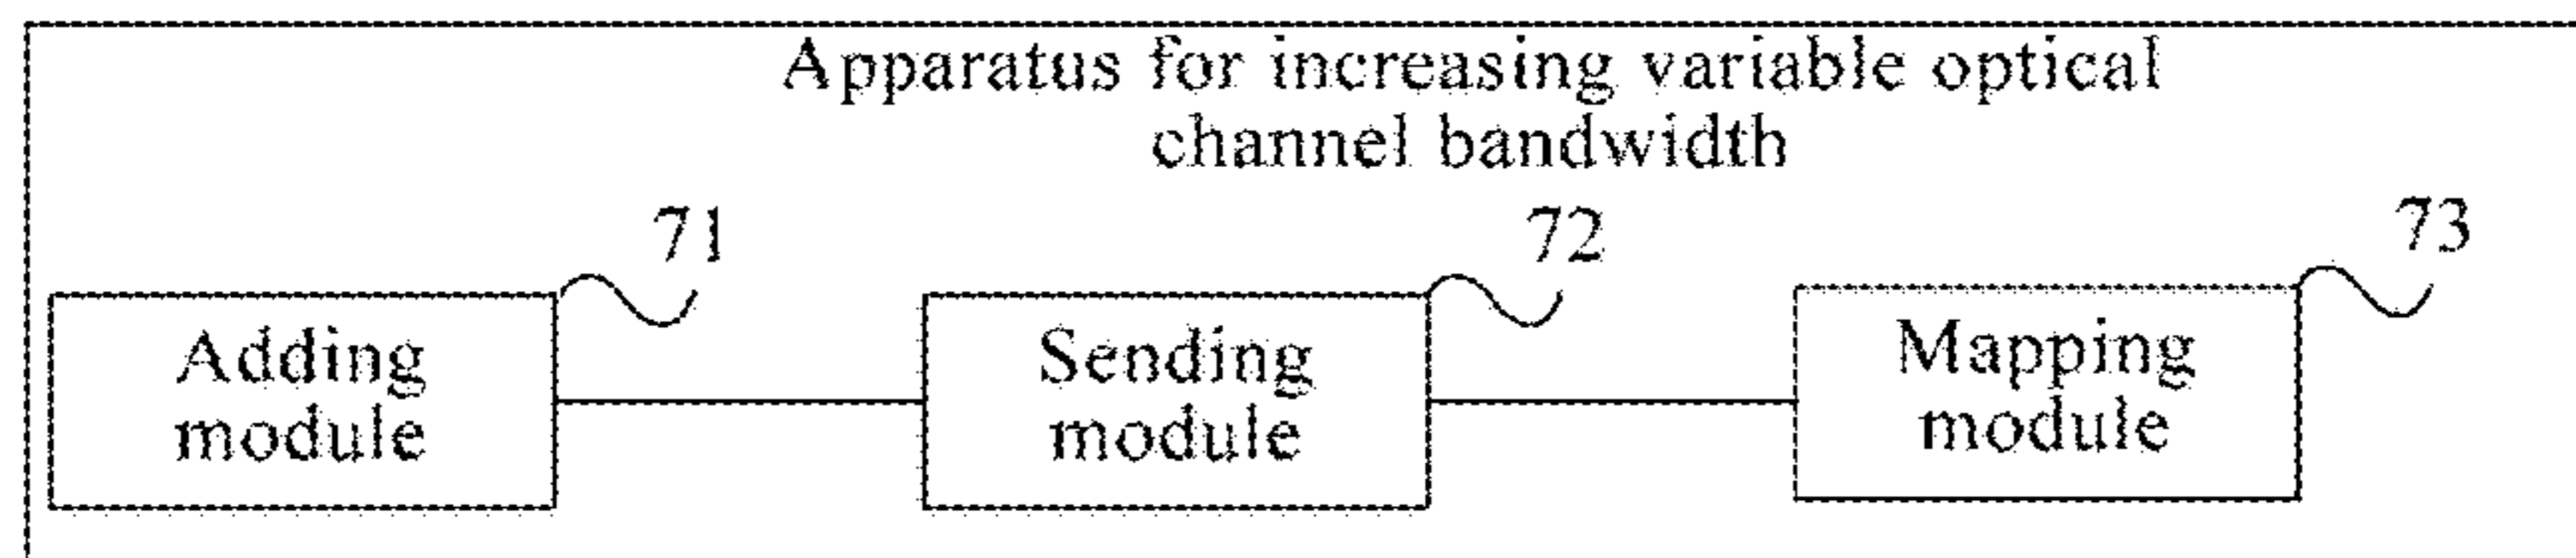 Apparatus for increasing variable optical
channel bandwidth
71
72
73
Adding
module
Sending
module
Mapping
module